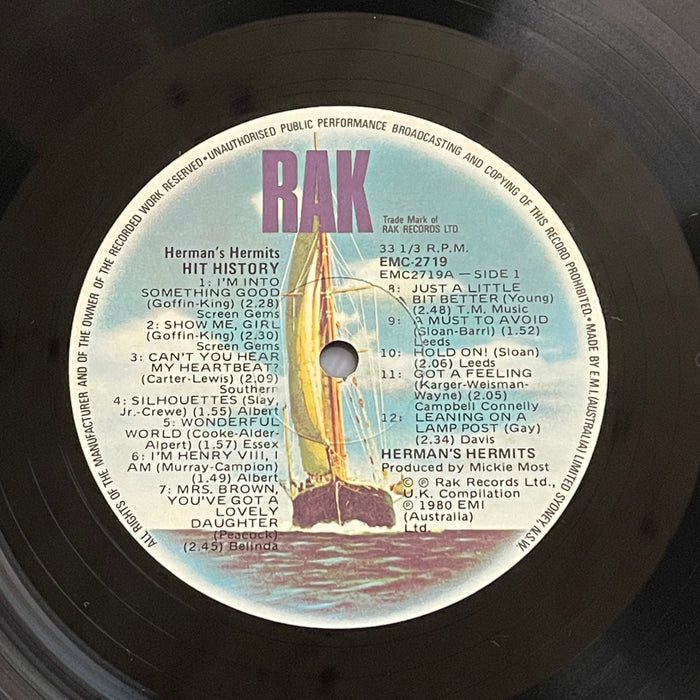 ALL RIGHTS OF THE MANUFACTURER AND OF THE OWNER OF THE RECORDED WORK RESERVED • UNAUTHORISED PUBLIC PERFORMANCE BROADCASTING AND COPYING OF THIS RECORD PROHIBITED • MADE BY E.M.I. (AUSTRALIA) LIMITED SYDNEY, N.S.W.
RAK
Trade Mark of
RAK RECORDS LTD.
Herman's Hermits
HIT HISTORY
1: I'M INTO
SOMETHING GOOD
(Goffin-King) (2.28)
Screen Gems
2: SHOW ME, GIRL
(Goffin-King) (2.30)
Screen Gems
3: CAN'T YOU HEAR
MY HEARTBEAT?
(Carter-Lewis) (2.09)
Southern
4: SILHOUETTES (Slay,
Jr.-Crewe) (1.55) Albert
5: WONDERFUL
WORLD (Cooke-Alder-
Alpert) (1.57) Essex
6: I'M HENRY VIII, I
AM (Murray-Campion)
(1.49) Albert
7: MRS. BROWN,
YOU'VE GOT A
LOVELY
DAUGHTER
(Peacock)
(2.45) Belinda
33 1/3 R.P.M.
EMC-2719
EMC2719A — SIDE 1
8: JUST A LITTLE
BIT BETTER (Young)
(2.48) T.M. Music
9: A MUST TO AVOID
(Sloan-Barri) (1.52)
Leeds
10: HOLD ON! (Sloan)
(2.06) Leeds
11: GOT A FEELING
(Karger-Weisman-
Wayne) (2.05)
Campbell Connelly
12: LEANING ON A
LAMP POST (Gay)
(2.34) Davis
HERMAN'S HERMITS
Produced by Mickie Most
© ℗ Rak Records Ltd.,
U.K. Compilation
℗ 1980 EMI
(Australia)
Ltd.